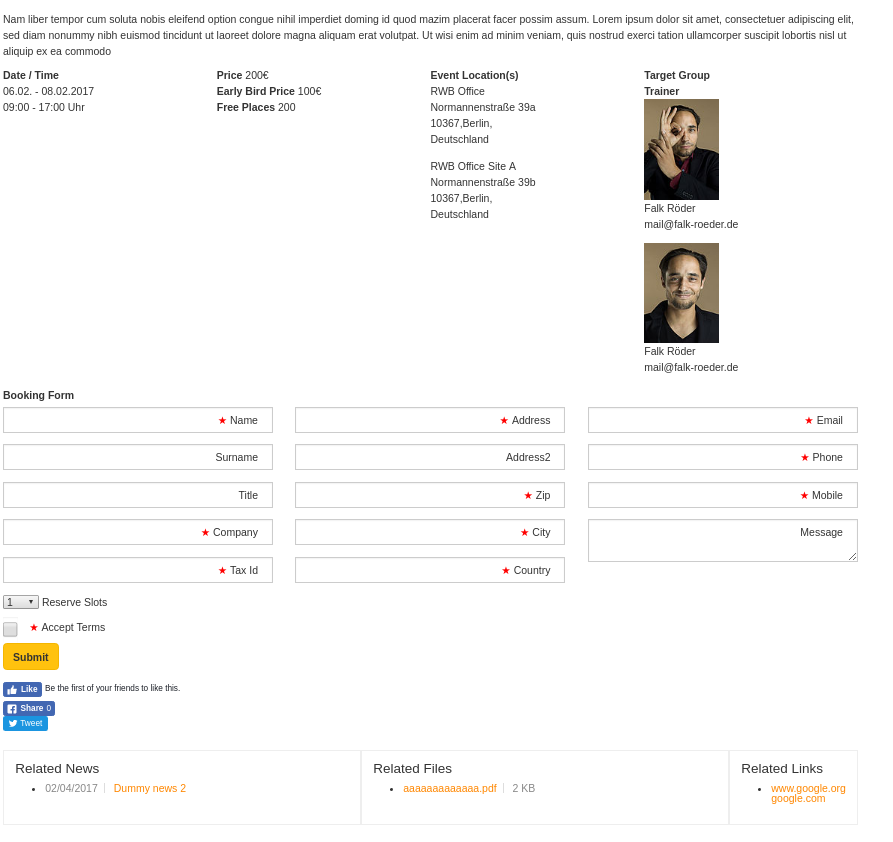 Nam liber tempor cum soluta nobis eleifend option congue nihil imperdiet doming id quod mazim placerat facer possim assum. Lorem ipsum dolor sit amet, consectetuer adipiscing elit,
sed diam nonummy nibh euismod tincidunt ut laoreet dolore magna aliquam erat volutpat. Ut wisi enim ad minim veniam, quis nostrud exerci tation ullamcorper suscipit lobortis nisl ut
aliquip ex ea commodo
Date / Time
06.02. - 08.02.2017
09:00 - 17:00 Uhr
Price 200€
Early Bird Price 100€
Free Places 200
Event Location(s)
RWB Office
Normannenstraße 39a
10367,Berlin,
Deutschland
RWB Office Site A
Normannenstraße 39b
10367,Berlin,
Deutschland
Target Group
Trainer
Falk Röder
mail@falk-roeder.de
Falk Röder
mail@falk-roeder.de
Booking Form
★ Name
★ Address
★ Email
Surname
Address2
★ Phone
Title
★ Zip
★ Mobile
★ Company
★ City
Message
★ Tax Id
★ Country
1 Reserve Slots
★ Accept Terms
Submit
Like Be the first of your friends to like this.
Share 0
Tweet
Related News
02/04/2017 Dummy news 2
Related Files
aaaaaaaaaaaaa.pdf 2 KB
Related Links
www.google.org
google.com